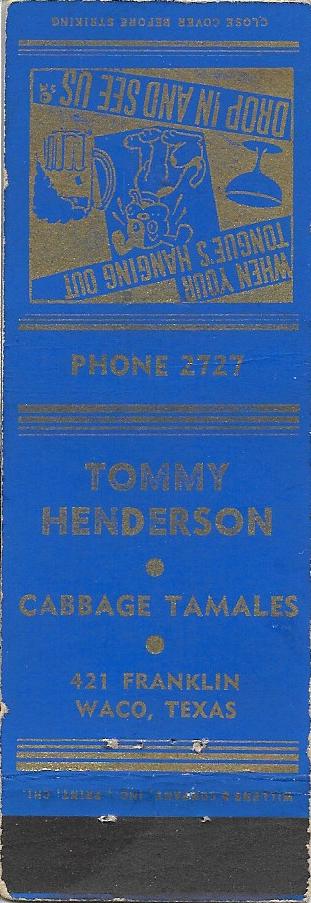 CLOSE COVER BEFORE STRIKING
WHEN YOUR
TONGUE'S HANGING OUT
DROP IN AND SEE US
PHONE 2727
TOMMY
HENDERSON
CABBAGE TAMALES
421 FRANKLIN
WACO, TEXAS